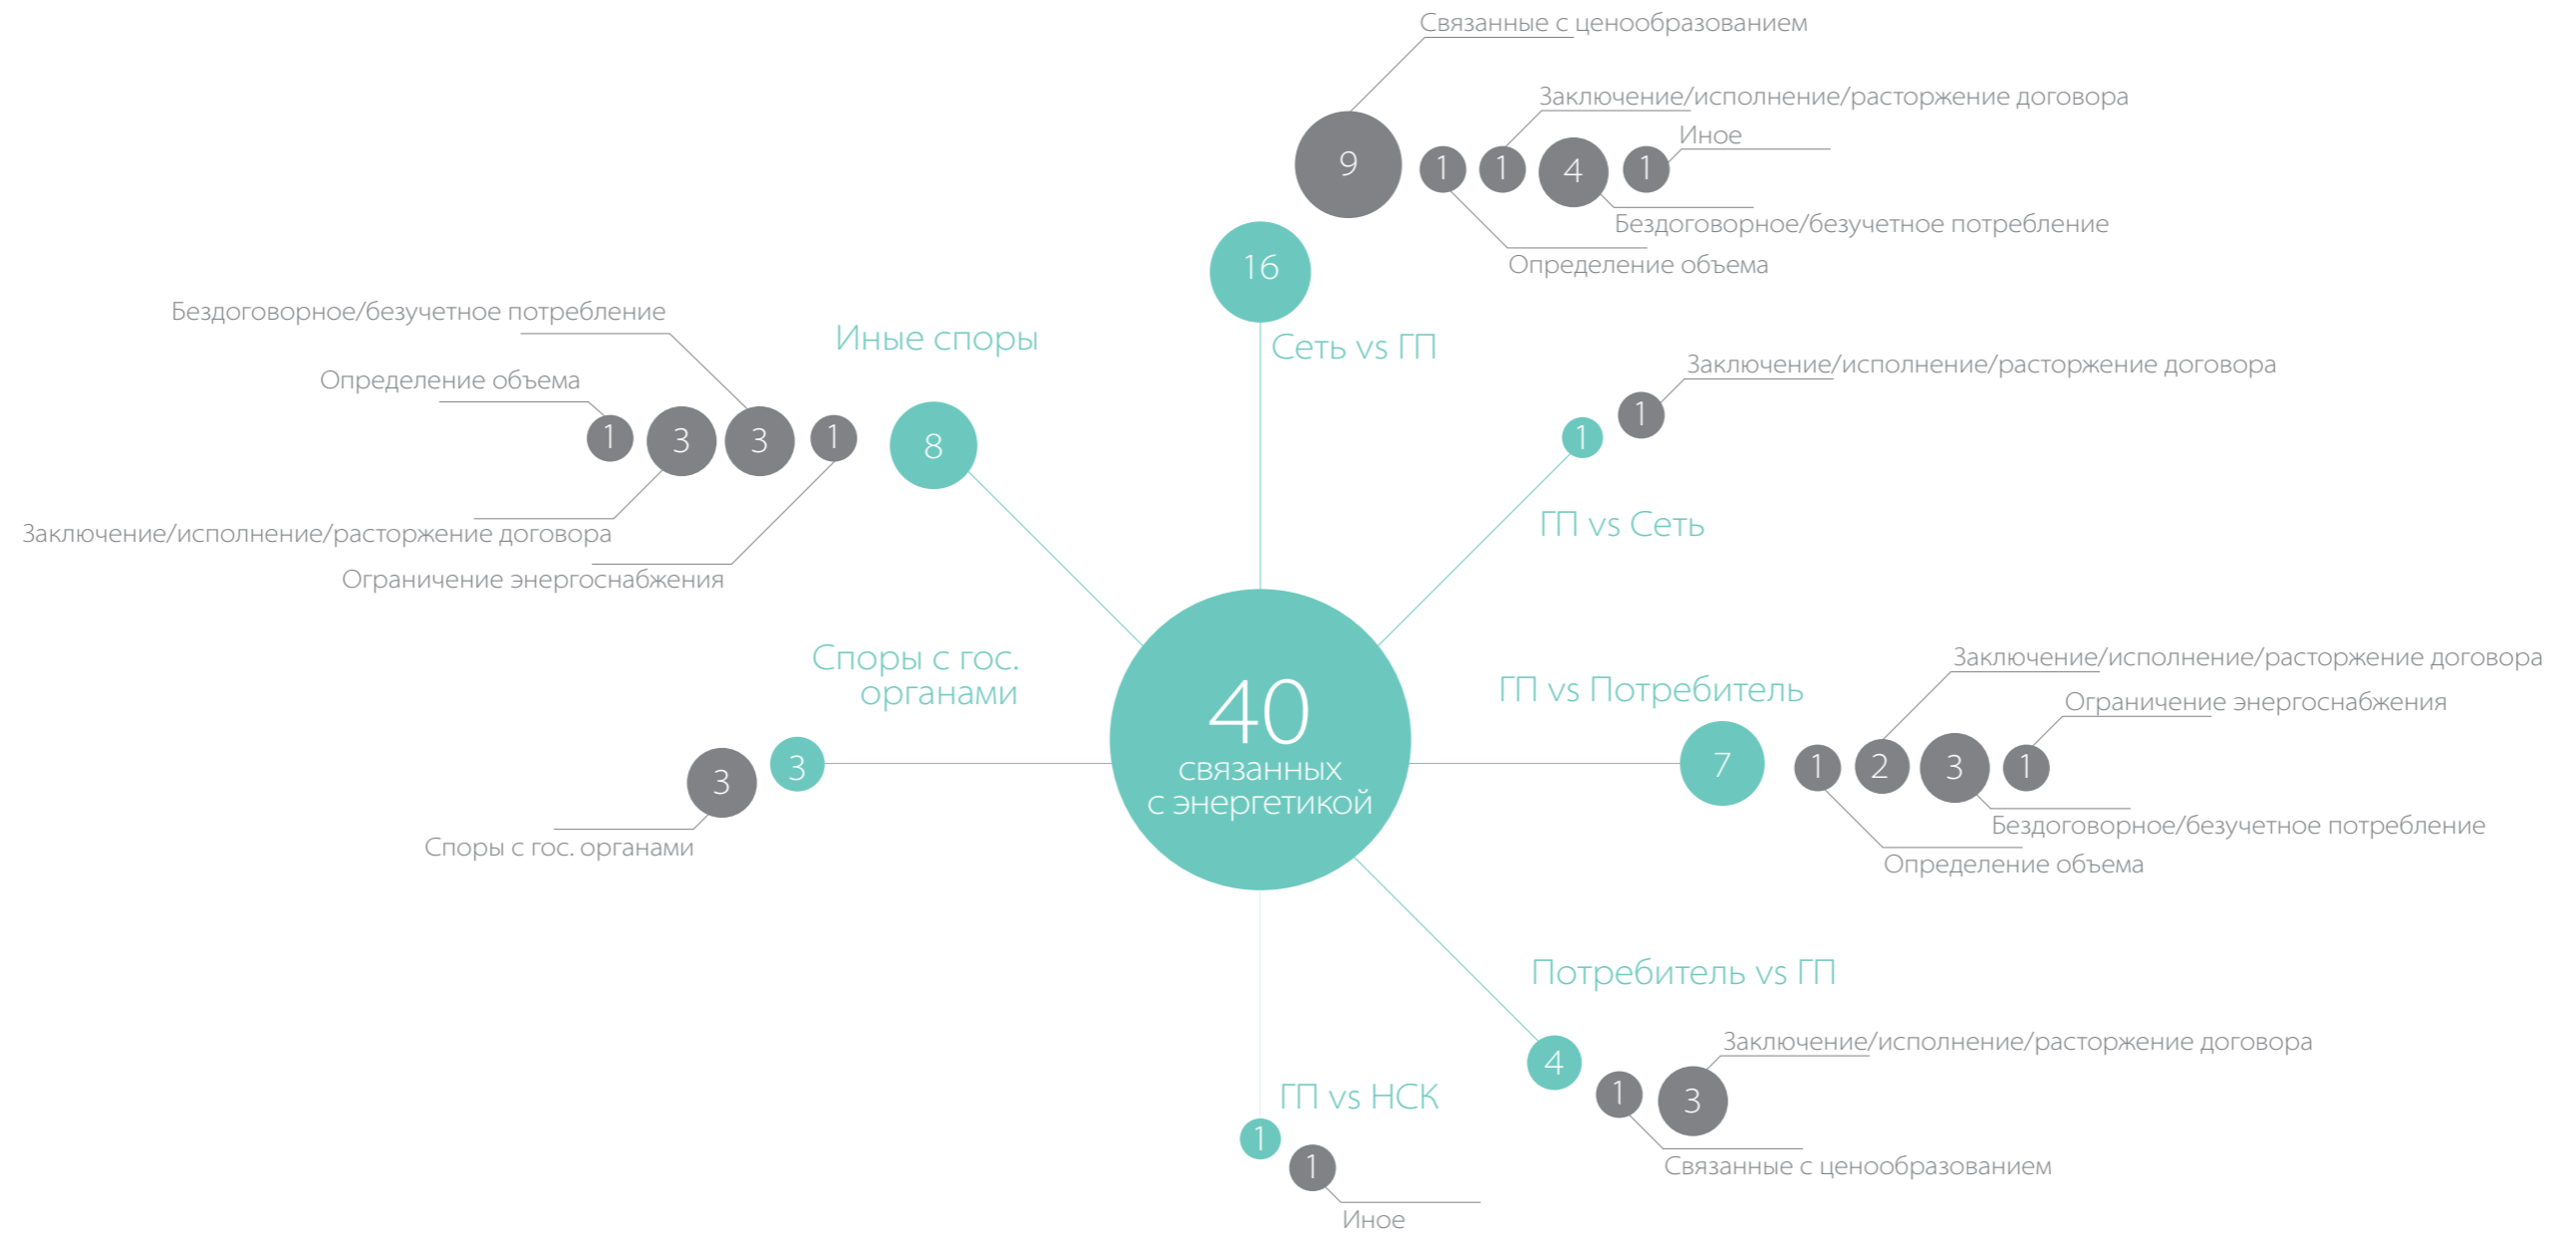 Связанные с ценообразованием
Заключение/исполнение/расторжение договора
Иное
9
1
1
4
1
Бездоговорное/безучетное потребление
Определение объема
16
Сеть vs ГП
Бездоговорное/безучетное потребление
Иные споры
Определение объема
1
3
3
1
8
Заключение/исполнение/расторжение договора
Ограничение энергоснабжения
Заключение/исполнение/расторжение договора
1
1
ГП vs Сеть
Споры с гос.
органами
3
3
Споры с гос. органами
40
связанных
с энергетикой
ГП vs Потребитель
Заключение/исполнение/расторжение договора
Ограничение энергоснабжения
7
1
2
3
1
Бездоговорное/безучетное потребление
Определение объема
Потребитель vs ГП
Заключение/исполнение/расторжение договора
4
1
3
Связанные с ценообразованием
ГП vs НСК
1
1
Иное